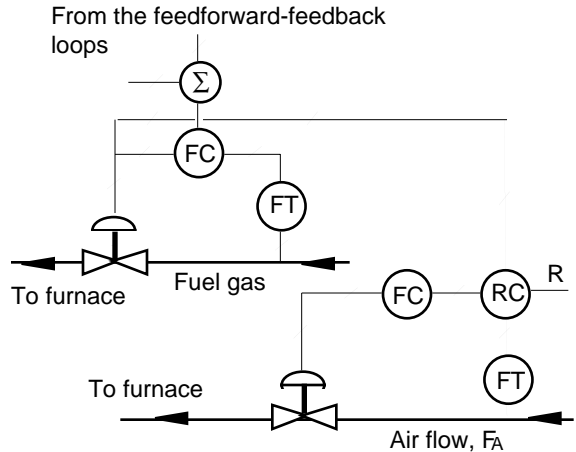 From the feedforward-feedback
loops
Σ
FC
FT
To furnace
Fuel gas
FC
RC
R
FT
To furnace
Air flow, FA